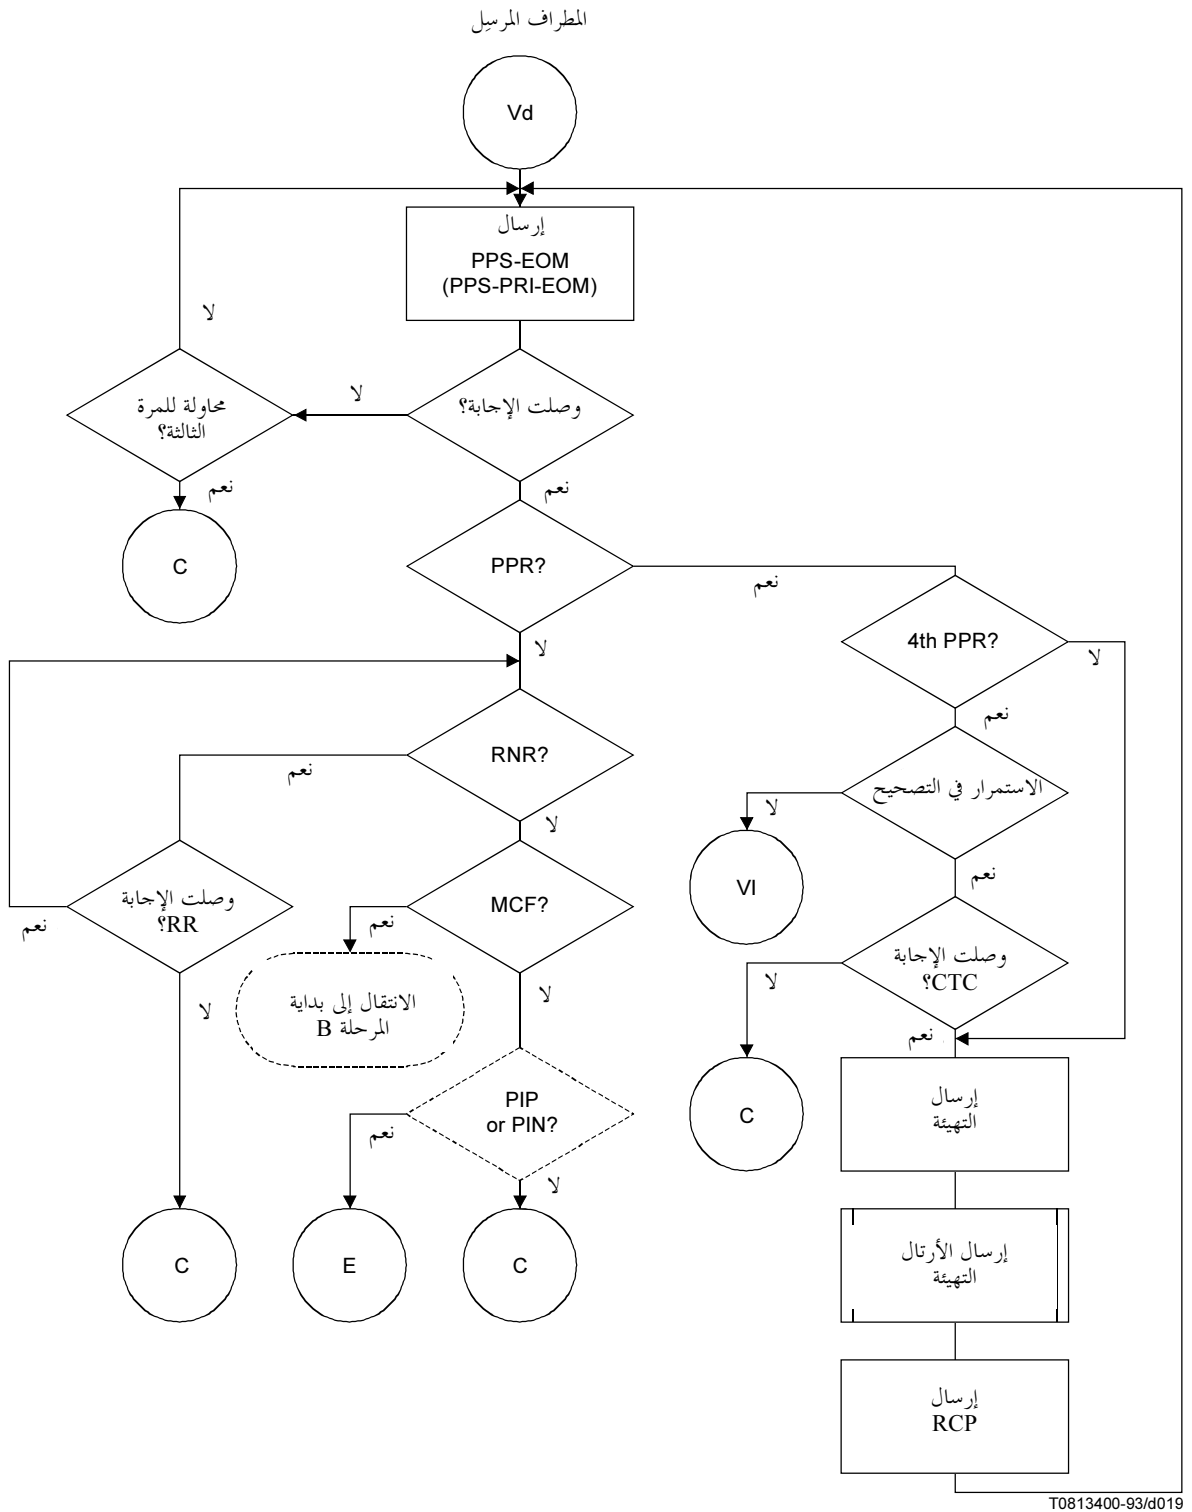 المطراف المرسِل
Vd
إرسال
PPS-EOM
(PPS-PRI-EOM)
لا
لا
محاولة للمرة
الثالثة؟
وصلت الإجابة؟
نعم
نعم
C
PPR?
نعم
لا
4th PPR?
لا
نعم
RNR?
نعم
لا
الاستمرار في التصحيح
لا
نعم
VI
وصلت الإجابة
RR؟
نعم
لا
MCF?
نعم
لا
الانتقال إلى بداية
المرحلة B
وصلت الإجابة
CTC؟
لا
نعم
C
PIP
or PIN?
نعم
لا
C
E
C
إرسال
التهيئة
إرسال الأرتال
التهيئة
إرسال
RCP
T0813400-93/d019